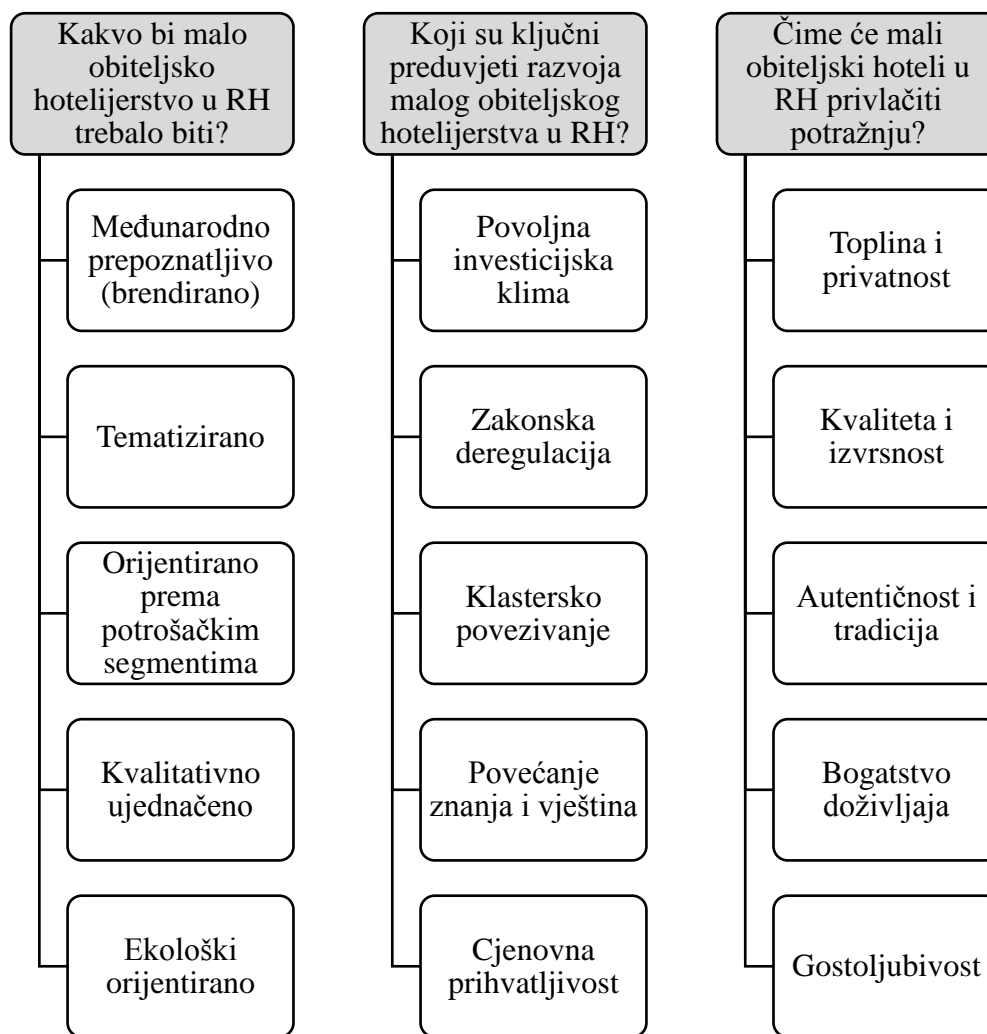 Kakvo bi malo
obiteljsko
hotelijerstvo u RH
trebalo biti?
Međunarodno
prepoznatljivo
(brendirano)
Tematizirano
Orijentirano
prema
potrošačkim
segmentima
Kvalitativno
ujednačeno
Ekološki
orijentirano
Koji su ključni
preduvjeti razvoja
malog obiteljskog
hotelijerstva u RH?
Povoljna
investicijska
klima
Zakonska
deregulacija
Klastersko
povezivanje
Povećanje
znanja i vještina
Cjenovna
prihvatljivost
Čime će mali
obiteljski hoteli u
RH privlačiti
potražnju?
Toplina i
privatnost
Kvaliteta i
izvrsnost
Autentičnost i
tradicija
Bogatstvo
doživljaja
Gostoljubivost